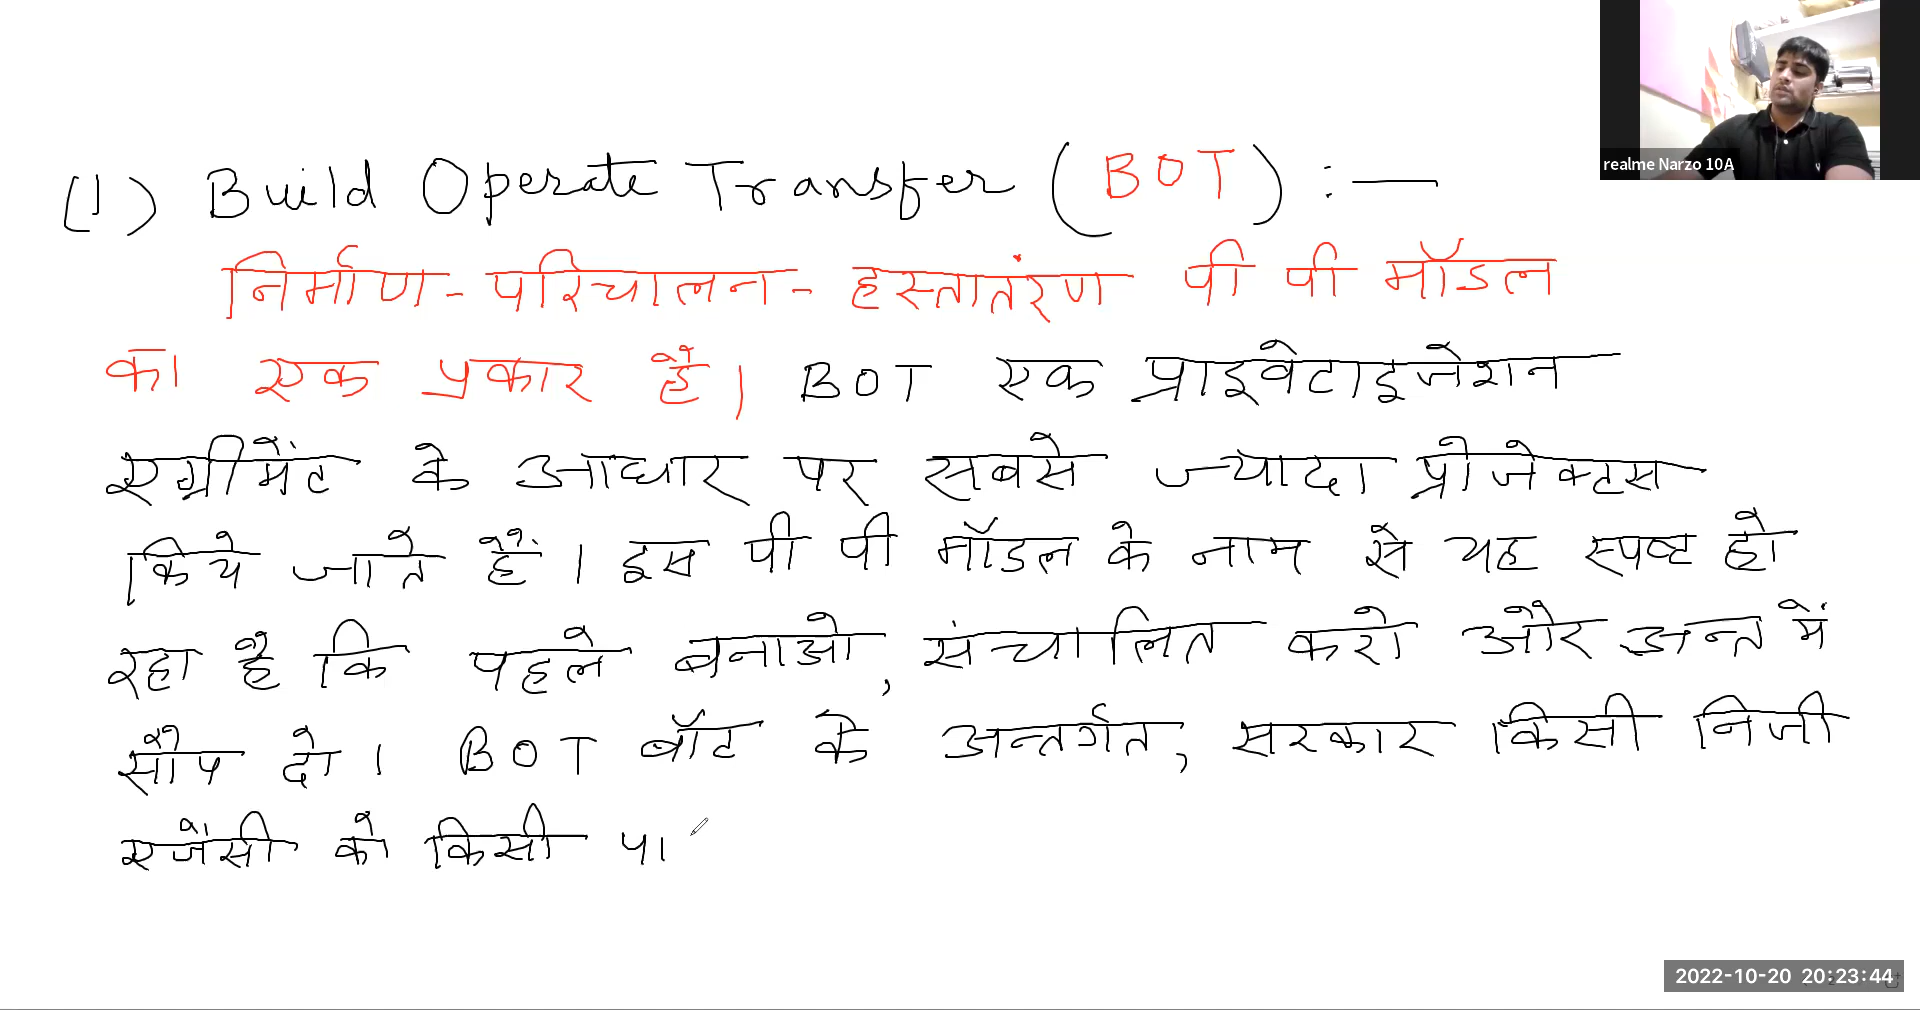 realme Narzo 10A
(1) Build Operate Transfer (BOT) :—
निर्माण - परिचालन - हस्तातंरण पी पी मॉडल
का एक प्रकार है। BOT एक प्राइवेटाइजेशन
एग्रीमैंट के आधार पर सबसे ज्यादा प्रोजेक्टस
किये जाते हैं। इस पी पी मॉडल के नाम से यह स्पष्ट हो
रहा है कि पहले बनाओ, संचालित करो और अन्त में
सौंप दो। BOT बॉट के अन्तर्गत, सरकार किसी निजी
एजेंसी को किसी पा
2022-10-20 20:23:44